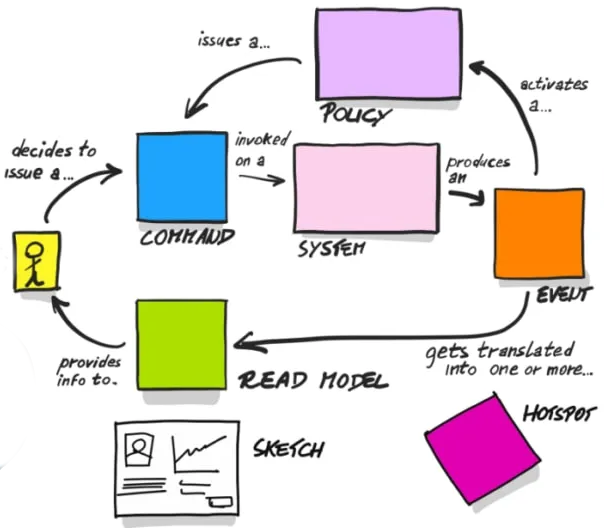 issues a...
POLICY
activates
a...
decides to
issue a...
invoked
on a
produces
an
COMMAND
SYSTEM
EVENT
provides
info to..
READ MODEL
gets translated
into one or more...
SKETCH
HOTSPOT